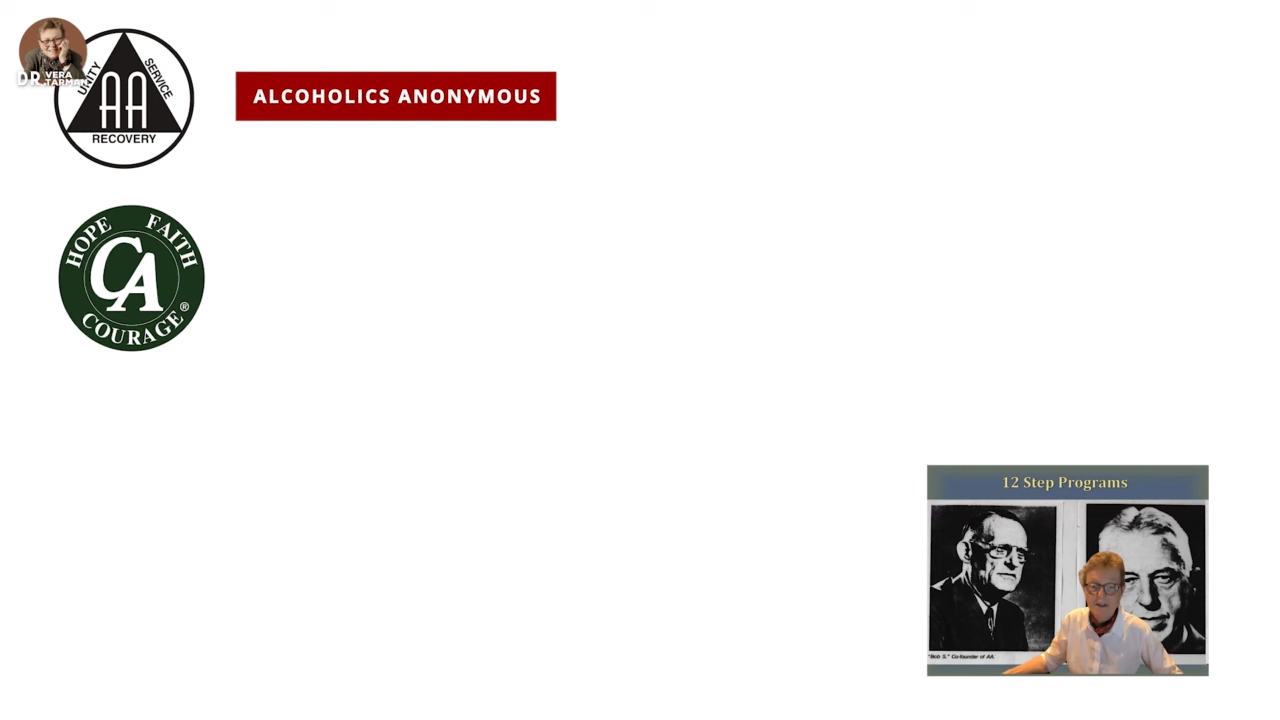 DR. VERA
TARMAN
UNITY
SERVICE
AA
RECOVERY
ALCOHOLICS ANONYMOUS
HOPE FAITH
CA
®
COURAGE
12 Step Programs
"Bob S." Co-founder of AA.